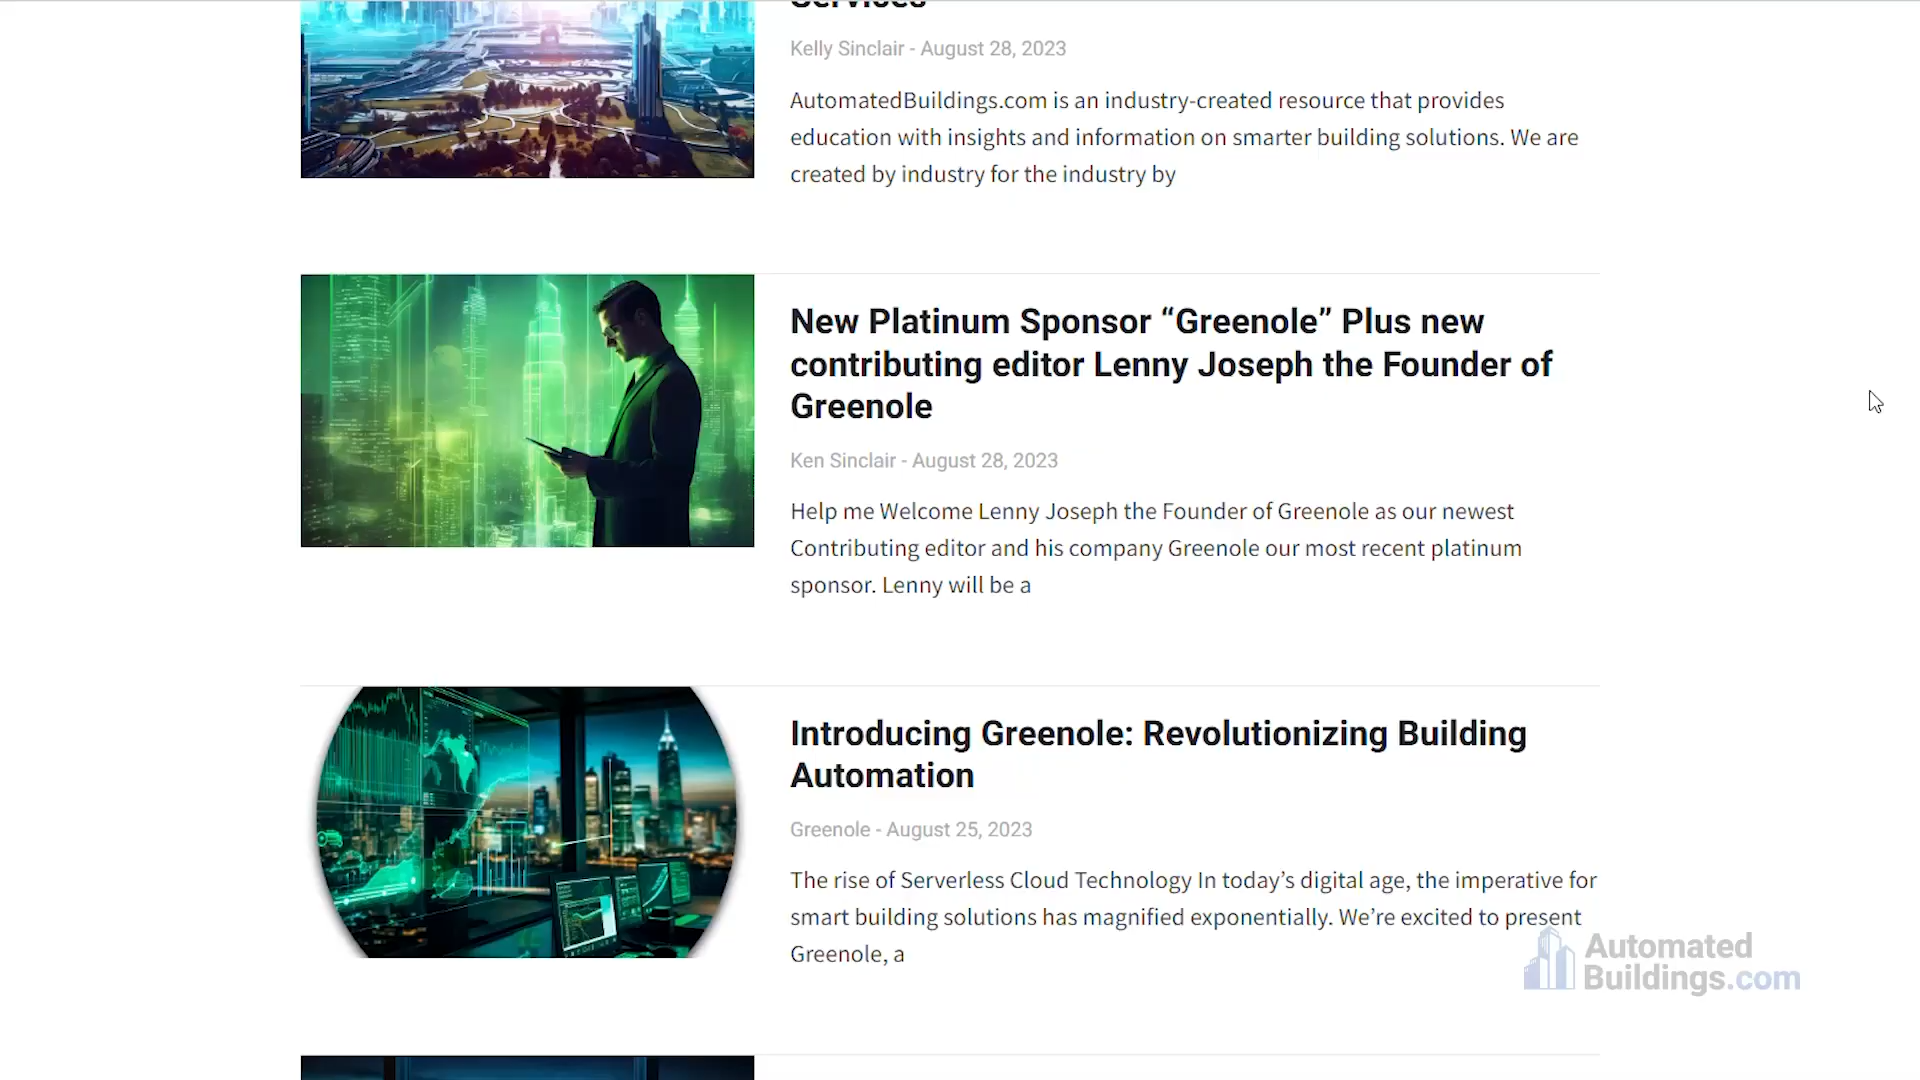 Services
Kelly Sinclair - August 28, 2023
AutomatedBuildings.com is an industry-created resource that provides
education with insights and information on smarter building solutions. We are
created by industry for the industry by
New Platinum Sponsor “Greenole” Plus new
contributing editor Lenny Joseph the Founder of
Greenole
Ken Sinclair - August 28, 2023
Help me Welcome Lenny Joseph the Founder of Greenole as our newest
Contributing editor and his company Greenole our most recent platinum
sponsor. Lenny will be a
Introducing Greenole: Revolutionizing Building
Automation
Greenole - August 25, 2023
The rise of Serverless Cloud Technology In today’s digital age, the imperative for
smart building solutions has magnified exponentially. We’re excited to present
Greenole, a
Automated
Buildings.com